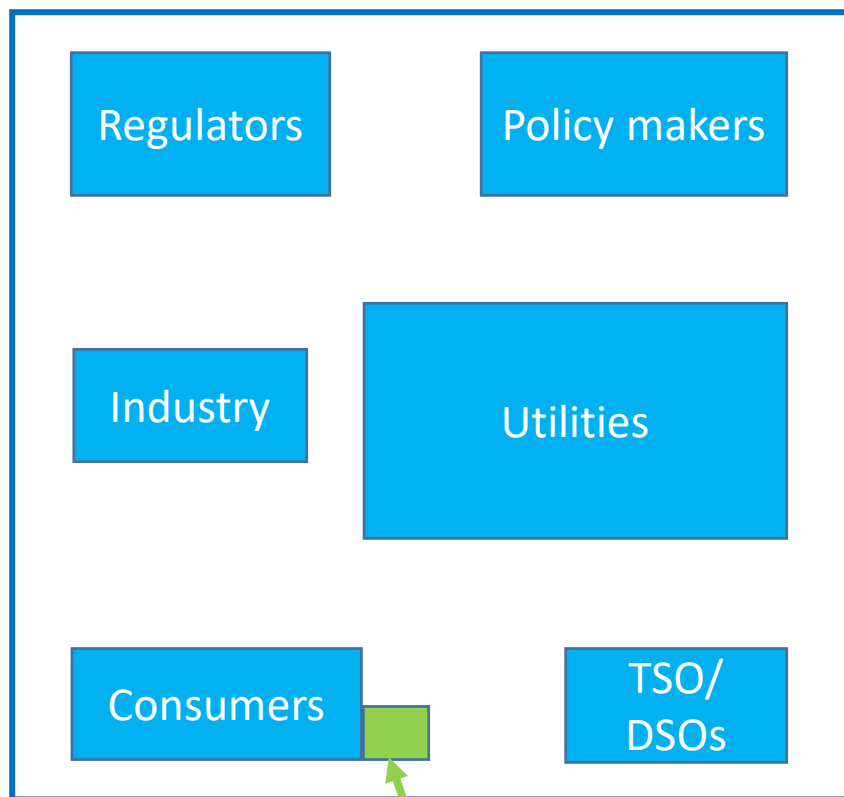 Regulators
Policy makers
Industry
Utilities
Consumers
TSO/
DSOs